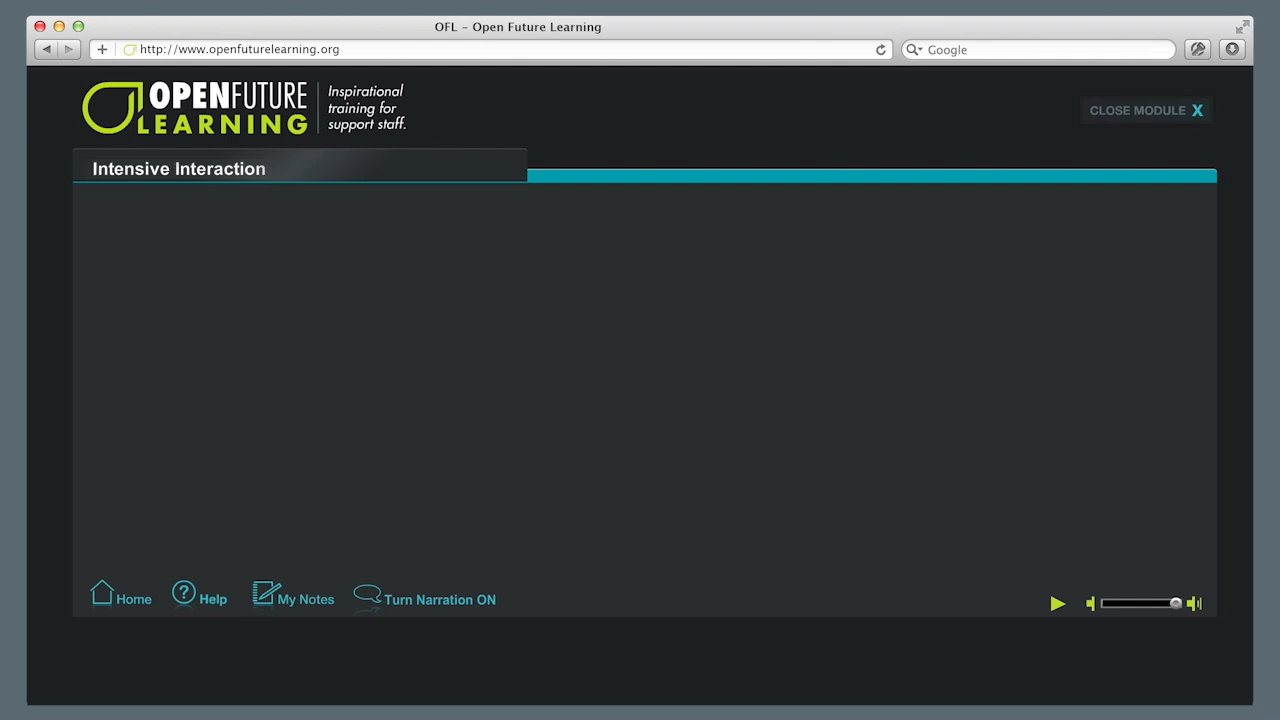 OFL – Open Future Learning
http://www.openfuturelearning.org
Google
OPENFUTURE
LEARNING
Inspirational
training for
support staff.
CLOSE MODULE X
Intensive Interaction
Home
? Help
My Notes
Turn Narration ON